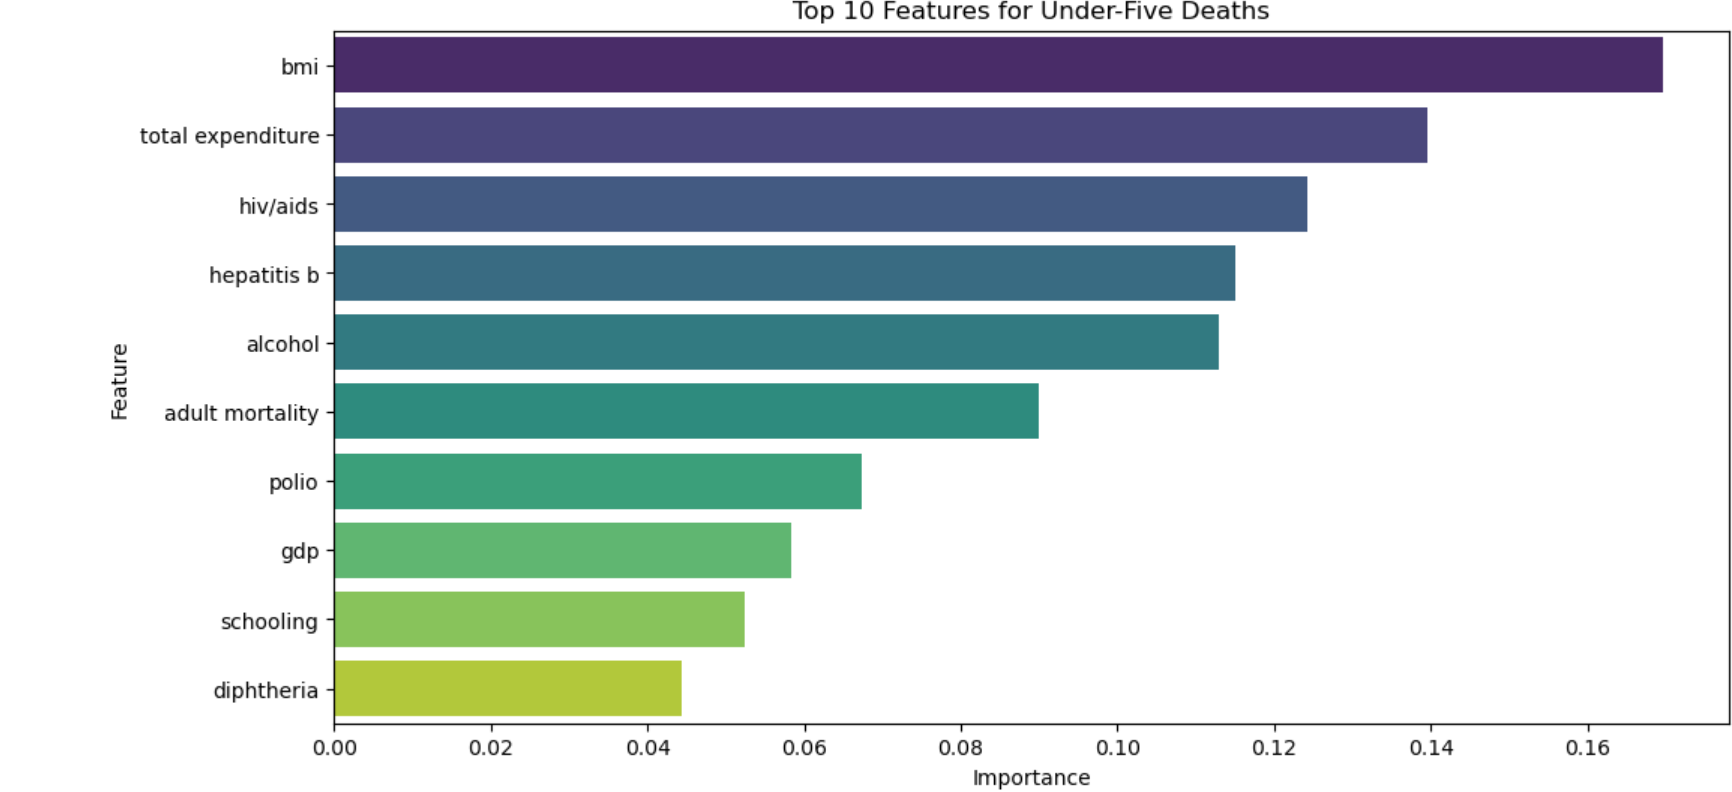 Top 10 Features for Under-Five Deaths
Feature
bmi
total expenditure
hiv/aids
hepatitis b
alcohol
adult mortality
polio
gdp
schooling
diphtheria
0.00 0.02 0.04 0.06 0.08 0.10 0.12 0.14 0.16
Importance